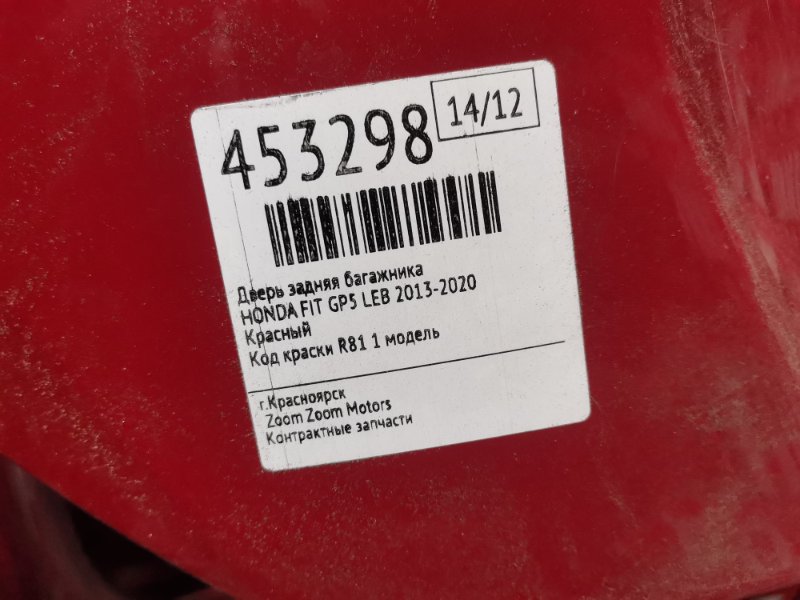 453298
14/12
Дверь задняя багажника
HONDA FIT GP5 LEB 2013-2020
Красный
Код краски R81 1 модель
г.Красноярск
Zoom Zoom Motors
Контрактные запчасти